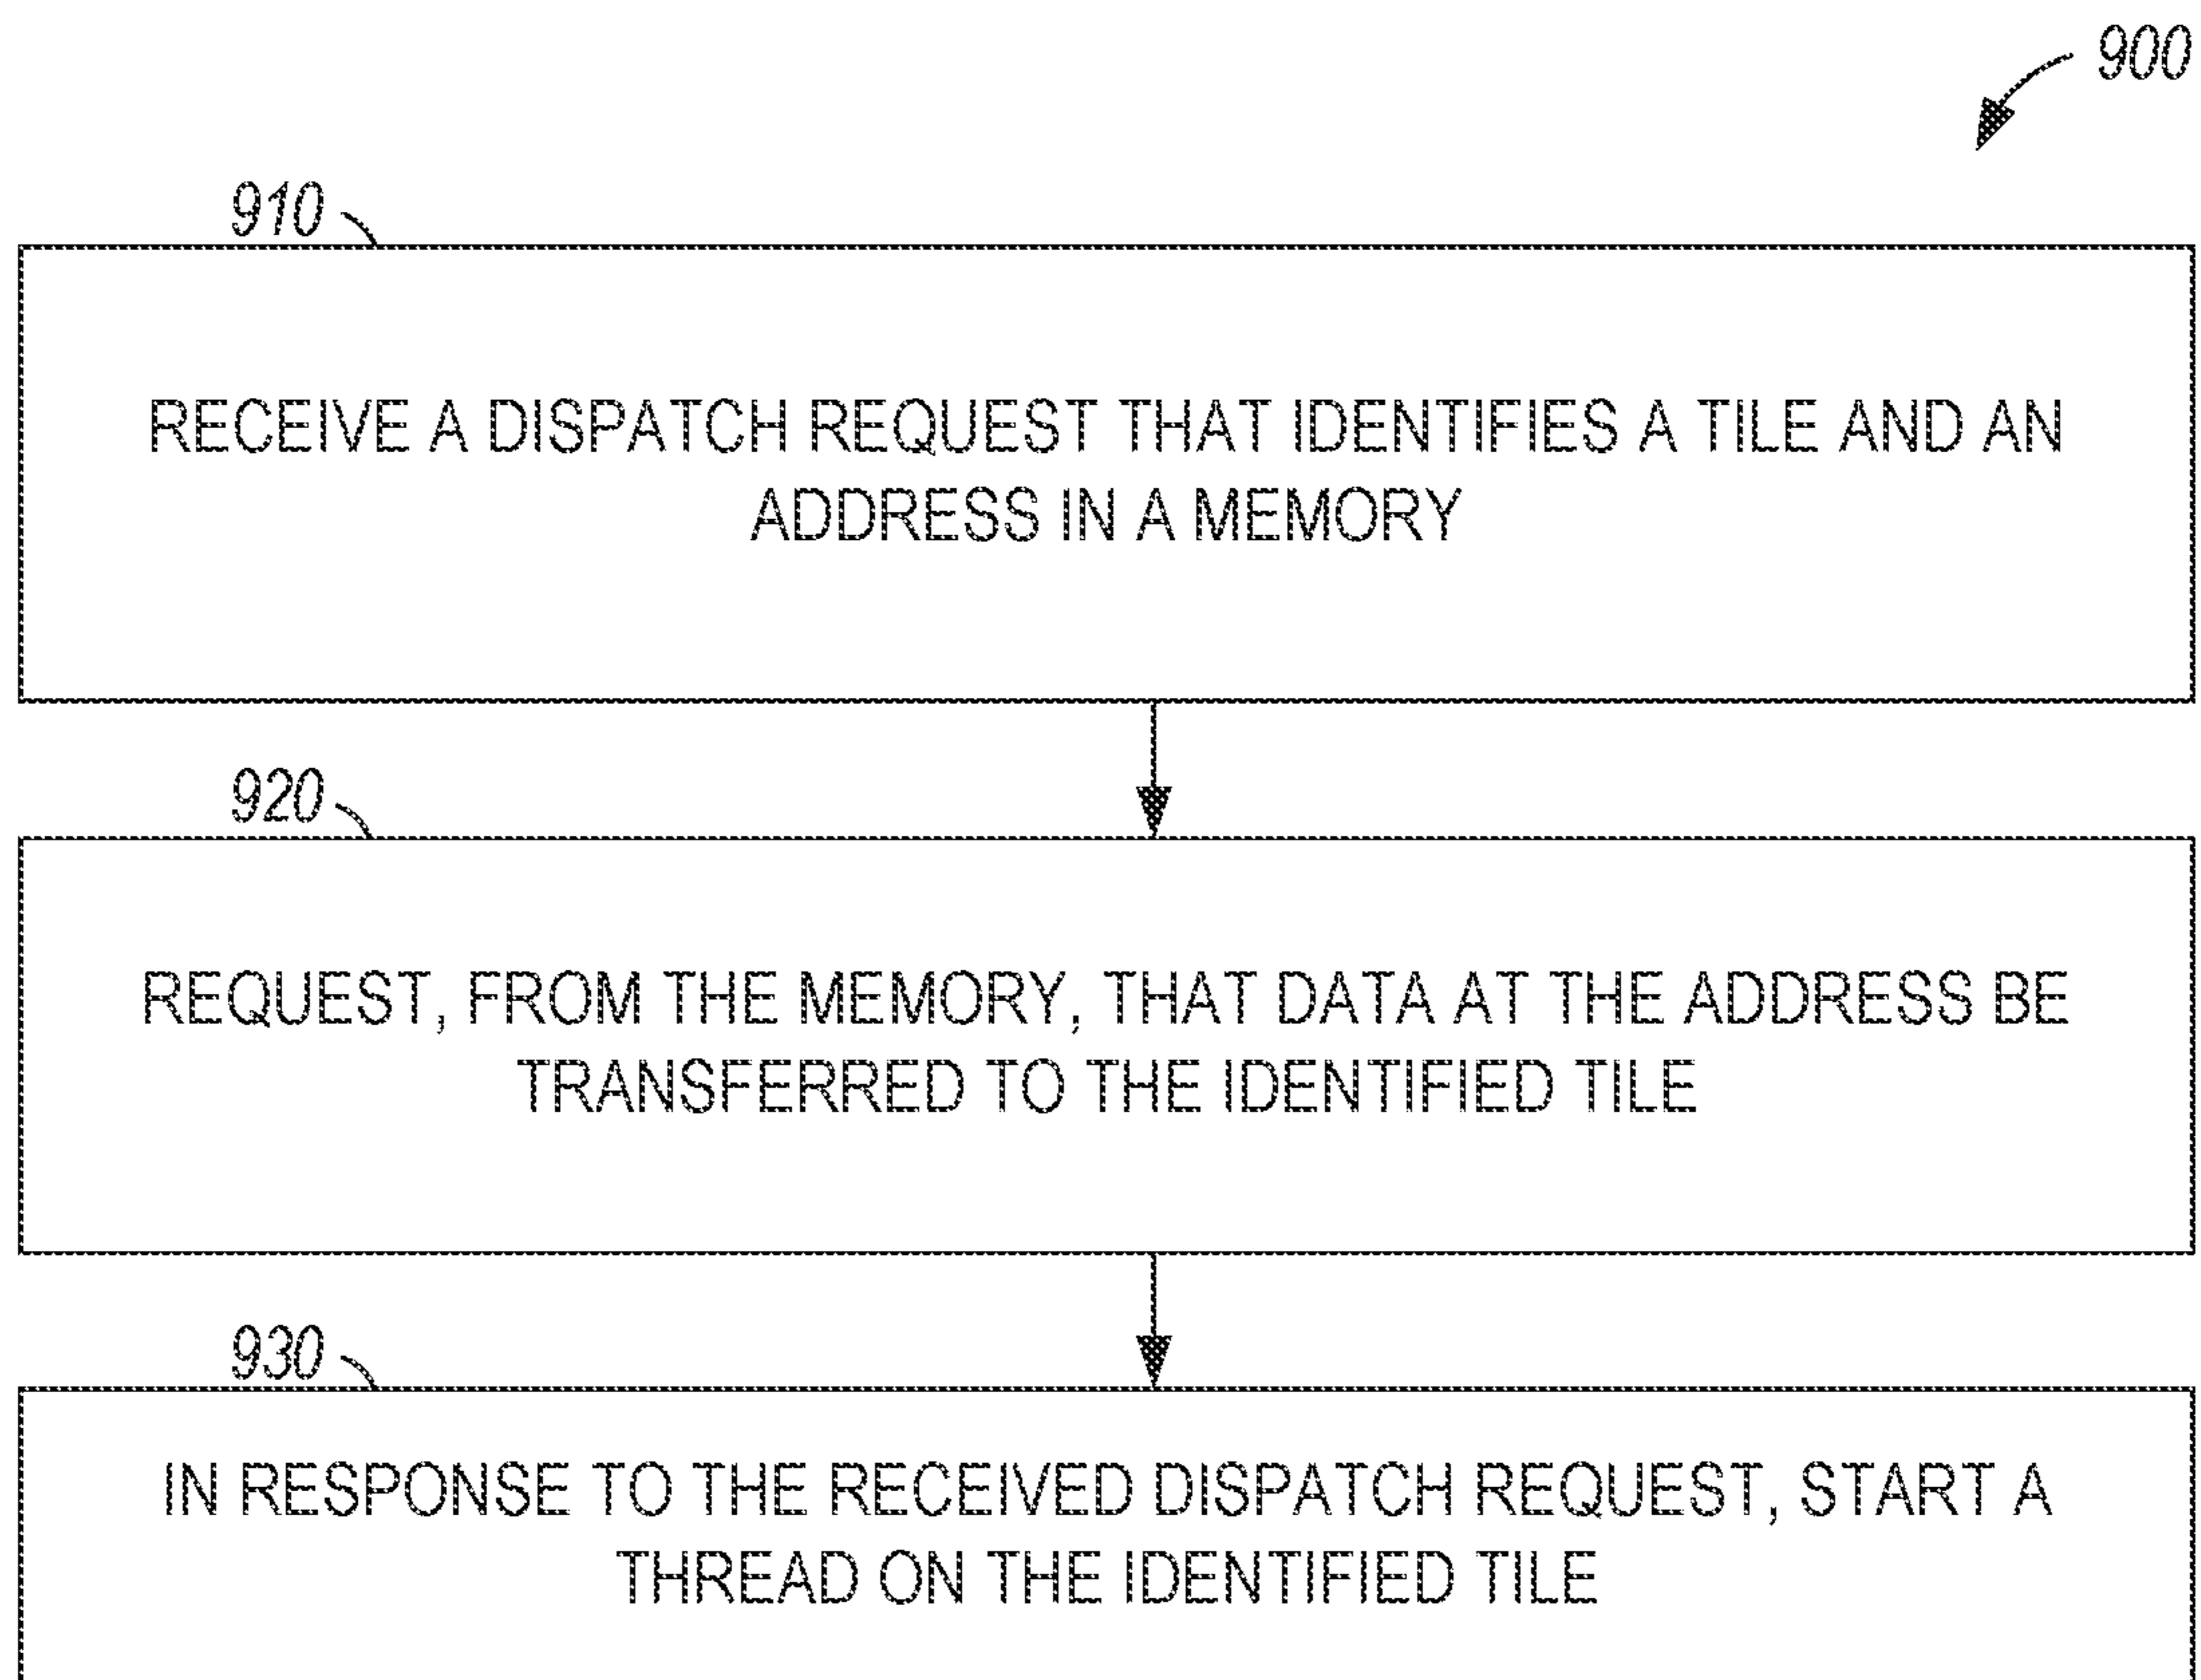 900
910
RECEIVE A DISPATCH REQUEST THAT IDENTIFIES A TILE AND AN
ADDRESS IN A MEMORY
920
REQUEST, FROM THE MEMORY, THAT DATA AT THE ADDRESS BE
TRANSFERRED TO THE IDENTIFIED TILE
930
IN RESPONSE TO THE RECEIVED DISPATCH REQUEST, START A
THREAD ON THE IDENTIFIED TILE